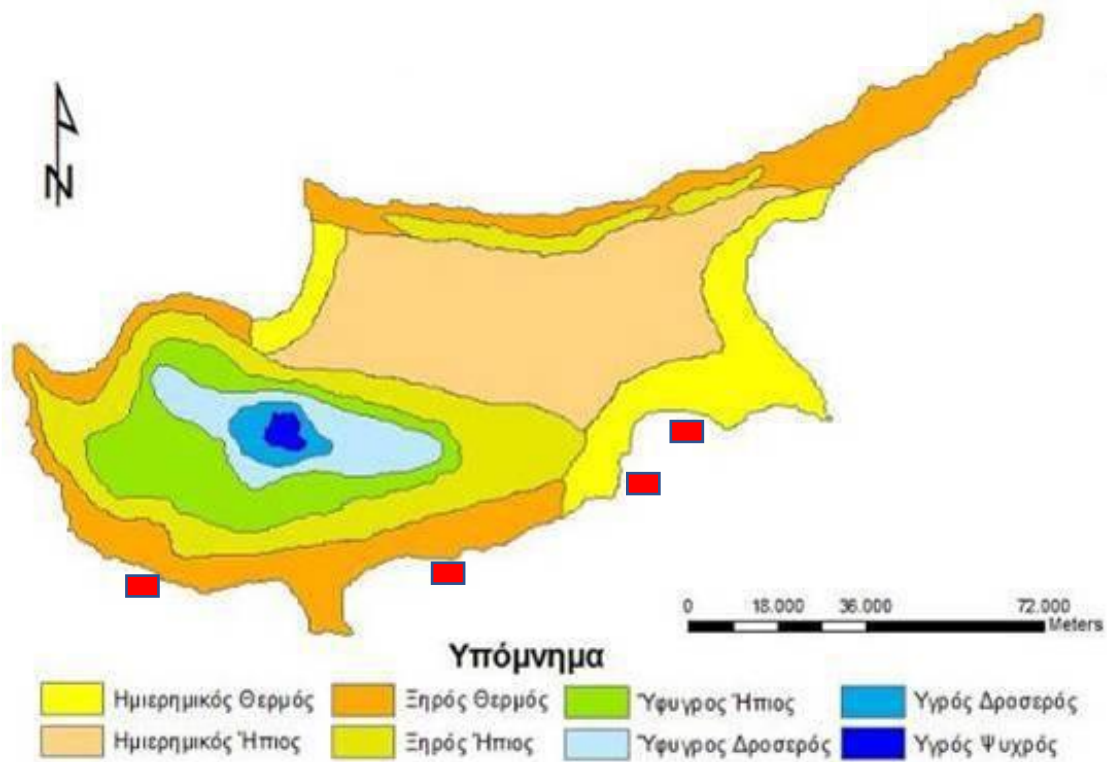 N
0 18.000 36.000 72.000
Meters
Υπόμνημα
Ημιερημικός Θερμός Ξηρός Θερμός Ύφυγρος Ήπιος Υγρός Δροσερός
Ημιερημικός Ήπιος Ξηρός Ήπιος Ύφυγρος Δροσερός Υγρός Ψυχρός